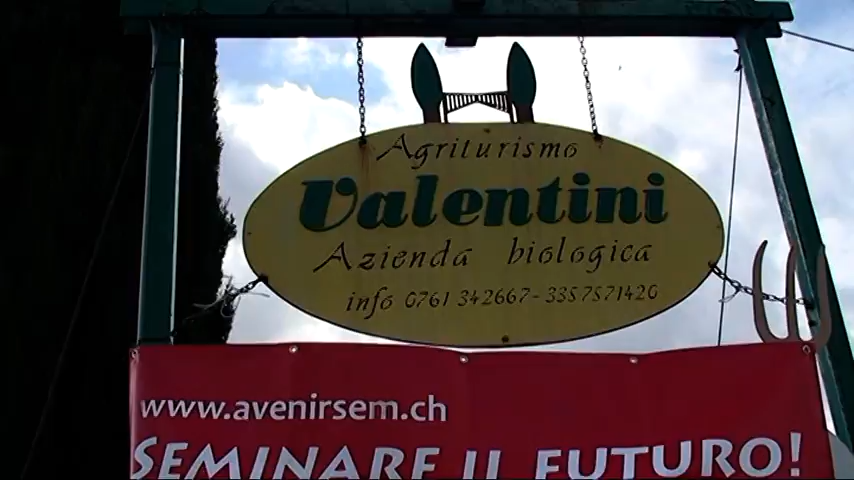 Agriturismo
Valentini
Azienda biologica
info 0761 342667-3357571420
www.avenirsem.ch
SEMINARE IL FUTURO!